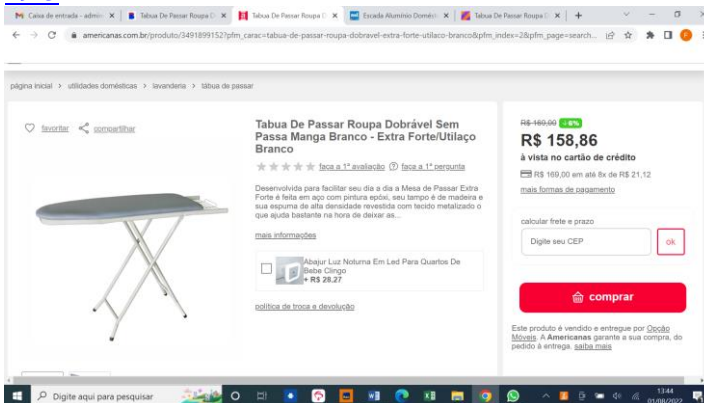 Caixa de entrada - admin
Tabua De Passar Roupa D
Tabua De Passar Roupa D
Escada Alumínio Domést
Tabua De Passar Roupa D
americanas.com.br/produto/3491899152?pfm_carac=tabua-de-passar-roupa-dobravel-extra-forte-utilaco-branco&pfm_index=2&pfm_page=search...
página inicial > utilidades domésticas > lavanderia > tábua de passar
favoritar compartilhar
Tabua De Passar Roupa Dobrável Sem
Passa Manga Branco - Extra Forte/Utilaço
Branco
faça a 1ª avaliação faça a 1ª pergunta
Desenvolvida para facilitar seu dia a dia a Mesa de Passar Extra
Forte é feita em aço com pintura epóxi, seu tampo é de madeira e
sua espuma de alta densidade revestida com tecido metalizado o
que ajuda bastante na hora de deixar as...
mais informações
Abajur Luz Noturna Em Led Para Quartos De
Bebe Clingo
+ R$ 28,27
política de troca e devolução
R$ 169,00 6%
R$ 158,86
à vista no cartão de crédito
R$ 169,00 em até 8x de R$ 21,12
mais formas de pagamento
calcular frete e prazo
Digite seu CEP ok
comprar
Este produto é vendido e entregue por Opção
Móveis. A Americanas garante a sua compra, do
pedido à entrega. saiba mais
Digite aqui para pesquisar
13:44
01/08/2022